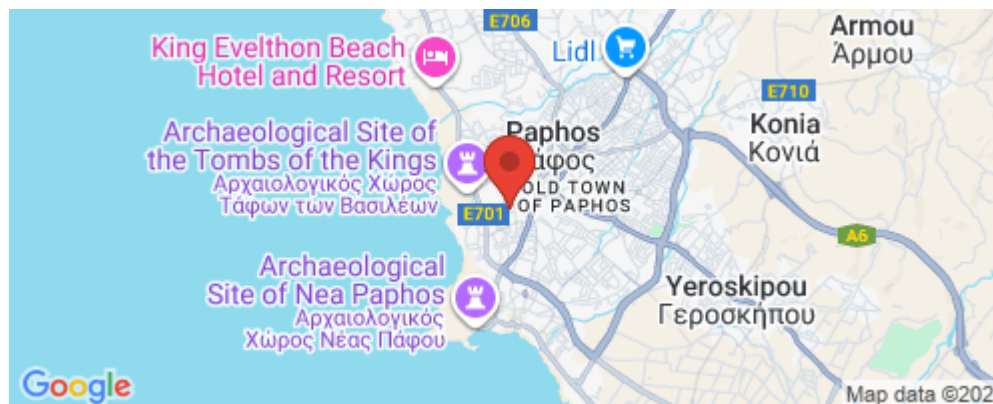 E706
Armou
Άρμου
King Evelthon Beach
Hotel and Resort
Lidl
E710
Archaeological Site of
the Tombs of the Kings
Αρχαιολογικός Χώρος
Τάφων των Βασιλέων
Paphos
άφος
OLD TOWN
OF PAPHOS
Konia
Κονιά
E701
A6
Archaeological
Site of Nea Paphos
Αρχαιολογικός
Χώρος Νέας Πάφου
Yeroskipou
Γεροσκήπου
Google
Map data ©202